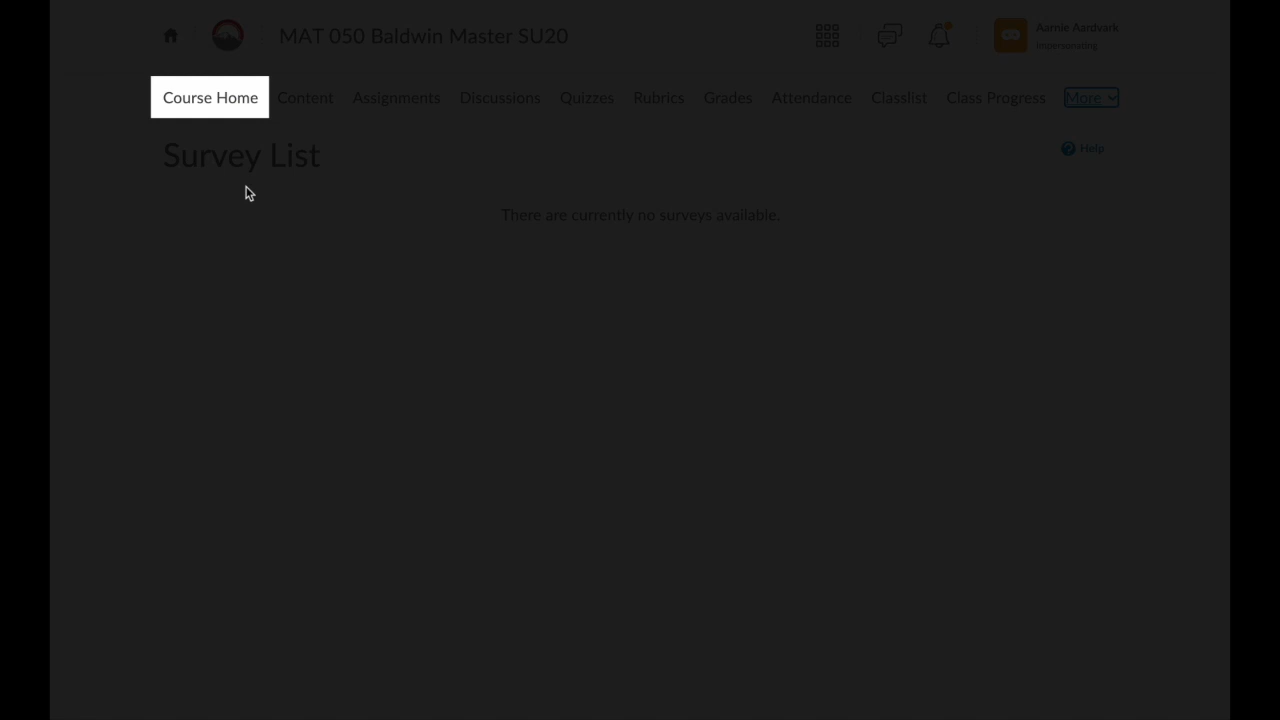 MAT 050 Baldwin Master SU20
Aarnie Aardvark
Impersonating
Course Home Content Assignments Discussions Quizzes Rubrics Grades Attendance Classlist Class Progress More
Survey List
Help
There are currently no surveys available.